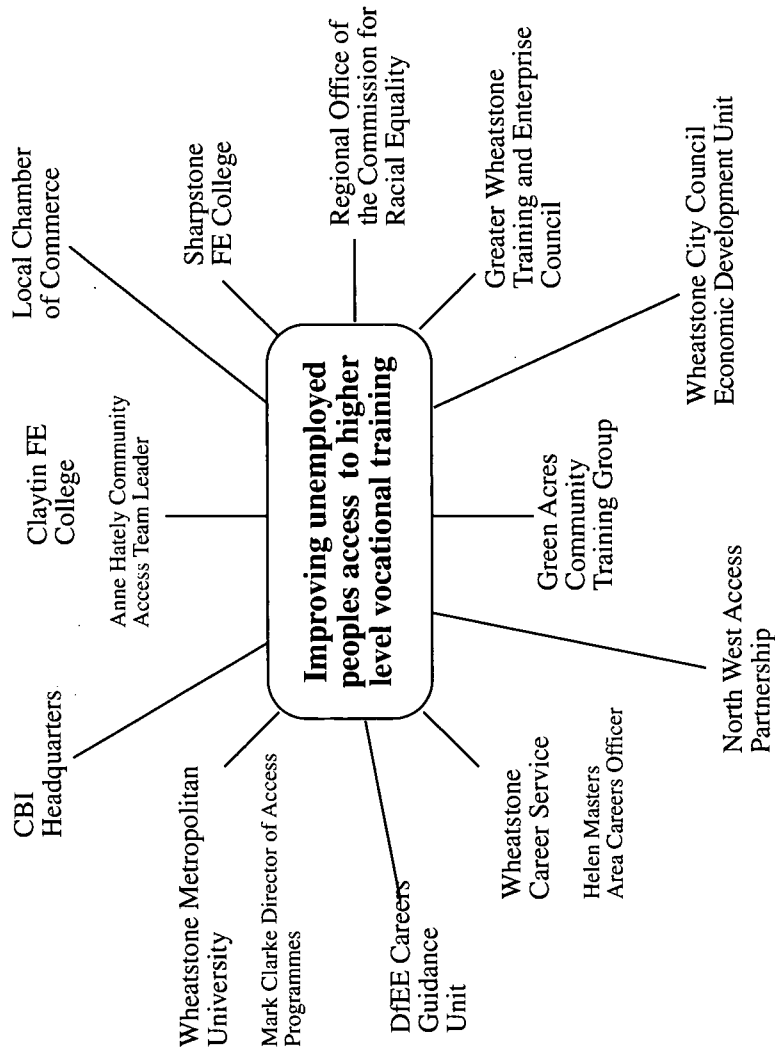 CBI
Headquarters
Claytin FE
College
Anne Hately Community
Access Team Leader
Local Chamber
of Commerce
Sharpstone
FE College
Regional Office of
the Commission for
Racial Equality
Greater Wheatstone
Training and Enterprise
Council
Wheatstone City Council
Economic Development Unit
Green Acres
Community
Training Group
North West Access
Partnership
Wheatstone
Career Service
Helen Masters
Area Careers Officer
DfEE Careers
Guidance
Unit
Wheatstone Metropolitan
University
Mark Clarke Director of Access
Programmes
Improving unemployed
peoples access to higher
level vocational training